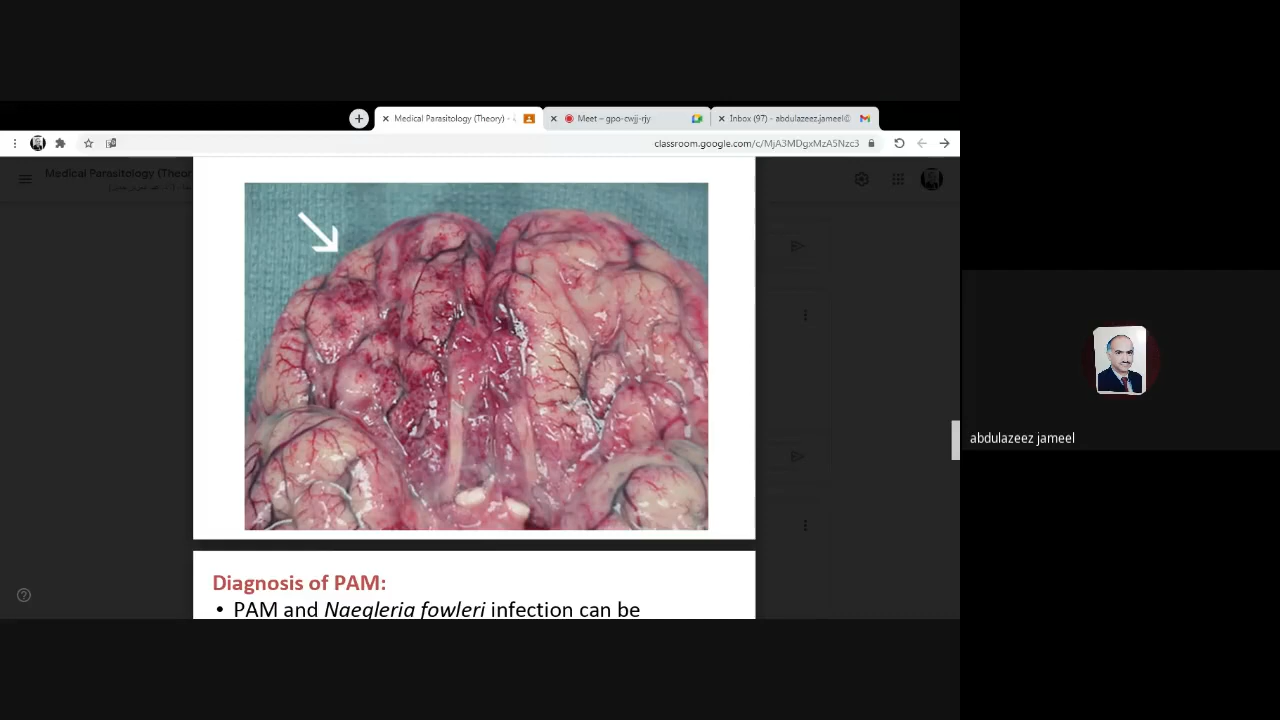 Medical Parasitology (Theory) -
Meet – gpo-cwjj-rjy
Inbox (97) - abdulazeez.jameel@
classroom.google.com/c/MjA3MDgxMzA5Nzc3
Medical Parasitology (Theor
Diagnosis of PAM:
• PAM and Naegleria fowleri infection can be
abdulazeez jameel